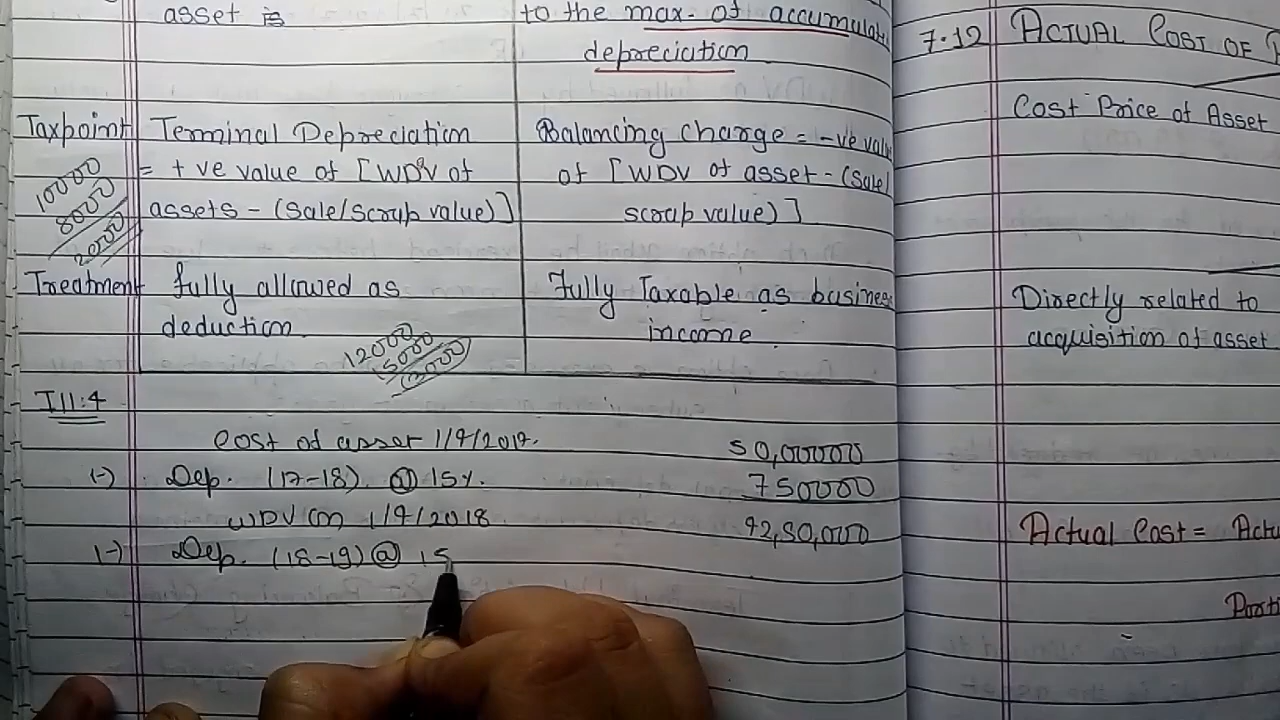 asset is
to the max. of accumulate
depreciation
Taxpoint
Terminal Depreciation
= +ve value of [WDV of
assets - (Sale/Scrap value)]
Balancing Charge = -ve value
of [WDV of asset - (Sale/
scrap value)]
10000
8000
2000
Treatment
fully allowed as
deduction
Fully Taxable as business
income.
12000
15000
(3000)
Ill:4
Cost of asset 1/4/2017. 50,00000
(-) Dep. (17-18) @ 15%. 750000
WDV on 1/4/2018. 42,50,000
(-) Dep. (18-19) @ 15
7.12 ACTUAL COST OF
Cost Price of Asset
Directly related to
acquisition of asset
Actual Cost = Actu